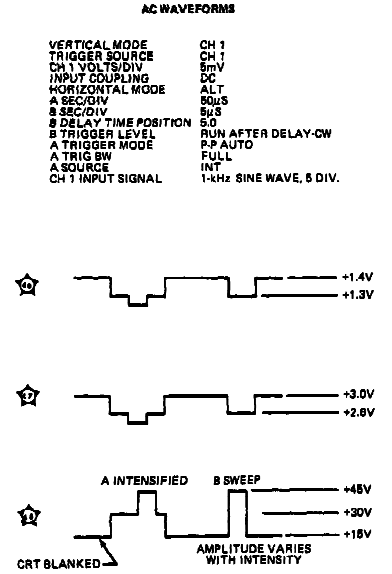 AC WAVEFORMS
VERTICAL MODE CH 1
TRIGGER SOURCE CH 1
CH 1 VOLTS/DIV 5mV
INPUT COUPLING DC
HORIZONTAL MODE ALT
A SEC/DIV 50µS
B SEC/DIV 5µS
B DELAY TIME POSITION 5.0
B TRIGGER LEVEL RUN AFTER DELAY-CW
A TRIGGER MODE P-P AUTO
A TRIG BW FULL
A SOURCE INT
CH 1 INPUT SIGNAL 1-kHz SINE WAVE, 5 DIV.
46
+1.4V
+1.3V
47
+3.0V
+2.8V
A INTENSIFIED B SWEEP
+45V
+30V
+15V
CRT BLANKED
AMPLITUDE VARIES
WITH INTENSITY